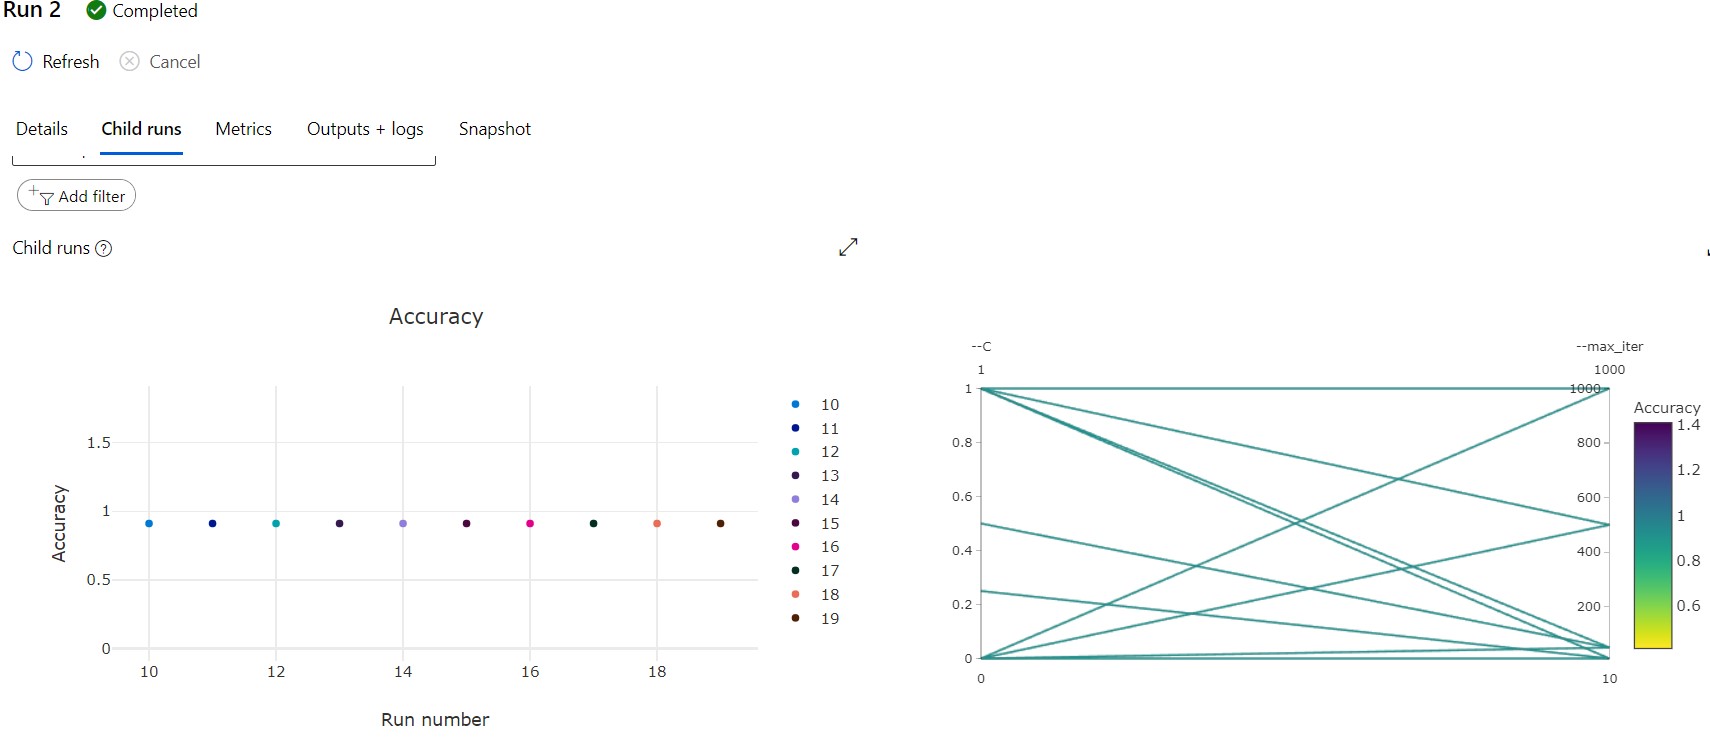 Run 2 Completed
Refresh Cancel
Details Child runs Metrics Outputs + logs Snapshot
Add filter
Child runs
Accuracy
Accuracy
1.5
1
0.5
0
10 12 14 16 18
Run number
10
11
12
13
14
15
16
17
18
19
--C --max_iter
1 1000
1 1000
0.8 800
0.6 600
0.4 400
0.2 200
0
0 10
Accuracy
1.4
1.2
1
0.8
0.6